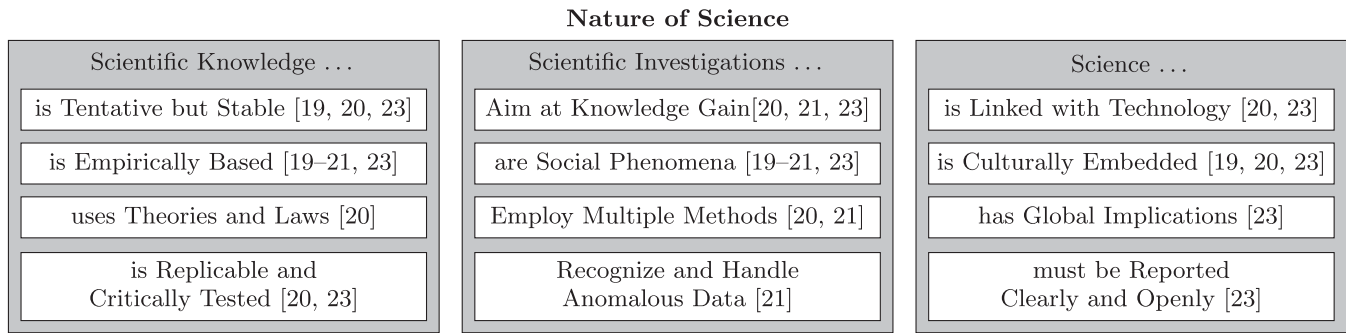 Nature of Science
Scientific Knowledge ...
is Tentative but Stable [19, 20, 23]
is Empirically Based [19–21, 23]
uses Theories and Laws [20]
is Replicable and
Critically Tested [20, 23]
Scientific Investigations ...
Aim at Knowledge Gain[20, 21, 23]
are Social Phenomena [19–21, 23]
Employ Multiple Methods [20, 21]
Recognize and Handle
Anomalous Data [21]
Science ...
is Linked with Technology [20, 23]
is Culturally Embedded [19, 20, 23]
has Global Implications [23]
must be Reported
Clearly and Openly [23]